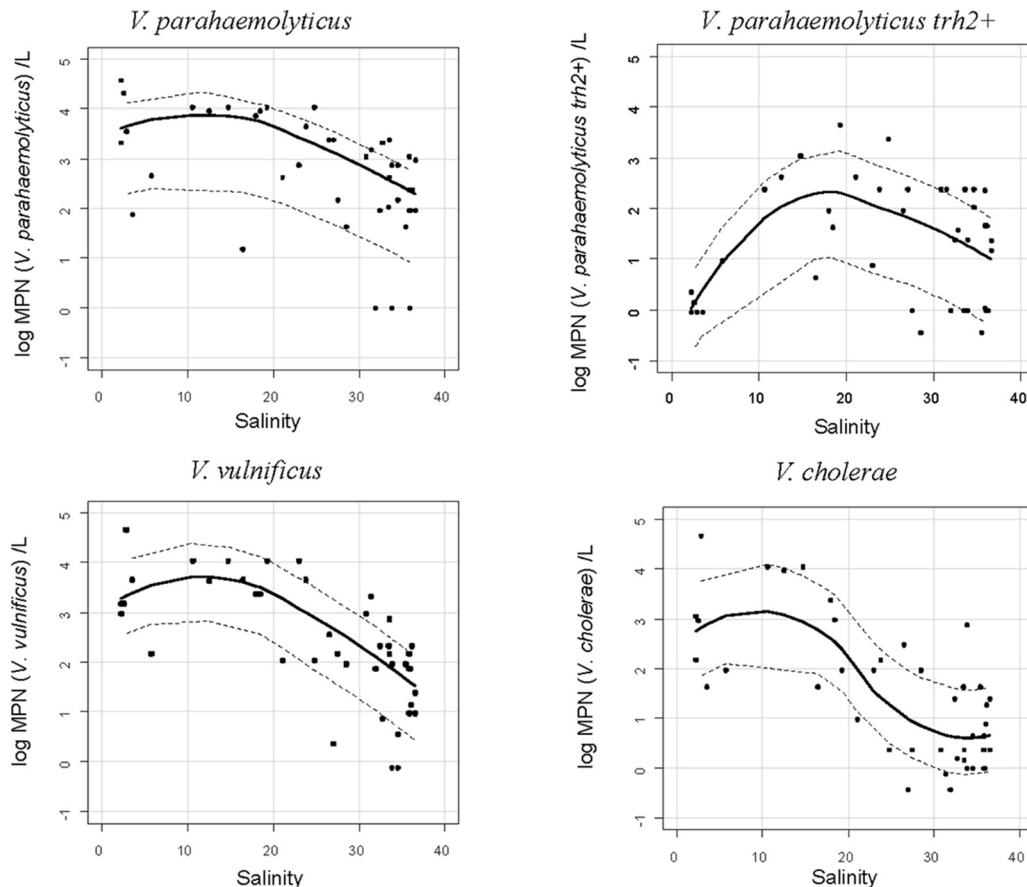 V. parahaemolyticus
log MPN (V. parahaemolyticus) /L
5
4
3
2
1
0
-1
0 10 20 30 40
Salinity
V. parahaemolyticus trh2+
log MPN (V. parahaemolyticus trh2+) /L
5
4
3
2
1
0
-1
0 10 20 30 40
Salinity
V. vulnificus
log MPN (V. vulnificus) /L
5
4
3
2
1
0
-1
0 10 20 30 40
Salinity
V. cholerae
log MPN (V. cholerae) /L
5
4
3
2
1
0
-1
0 10 20 30 40
Salinity